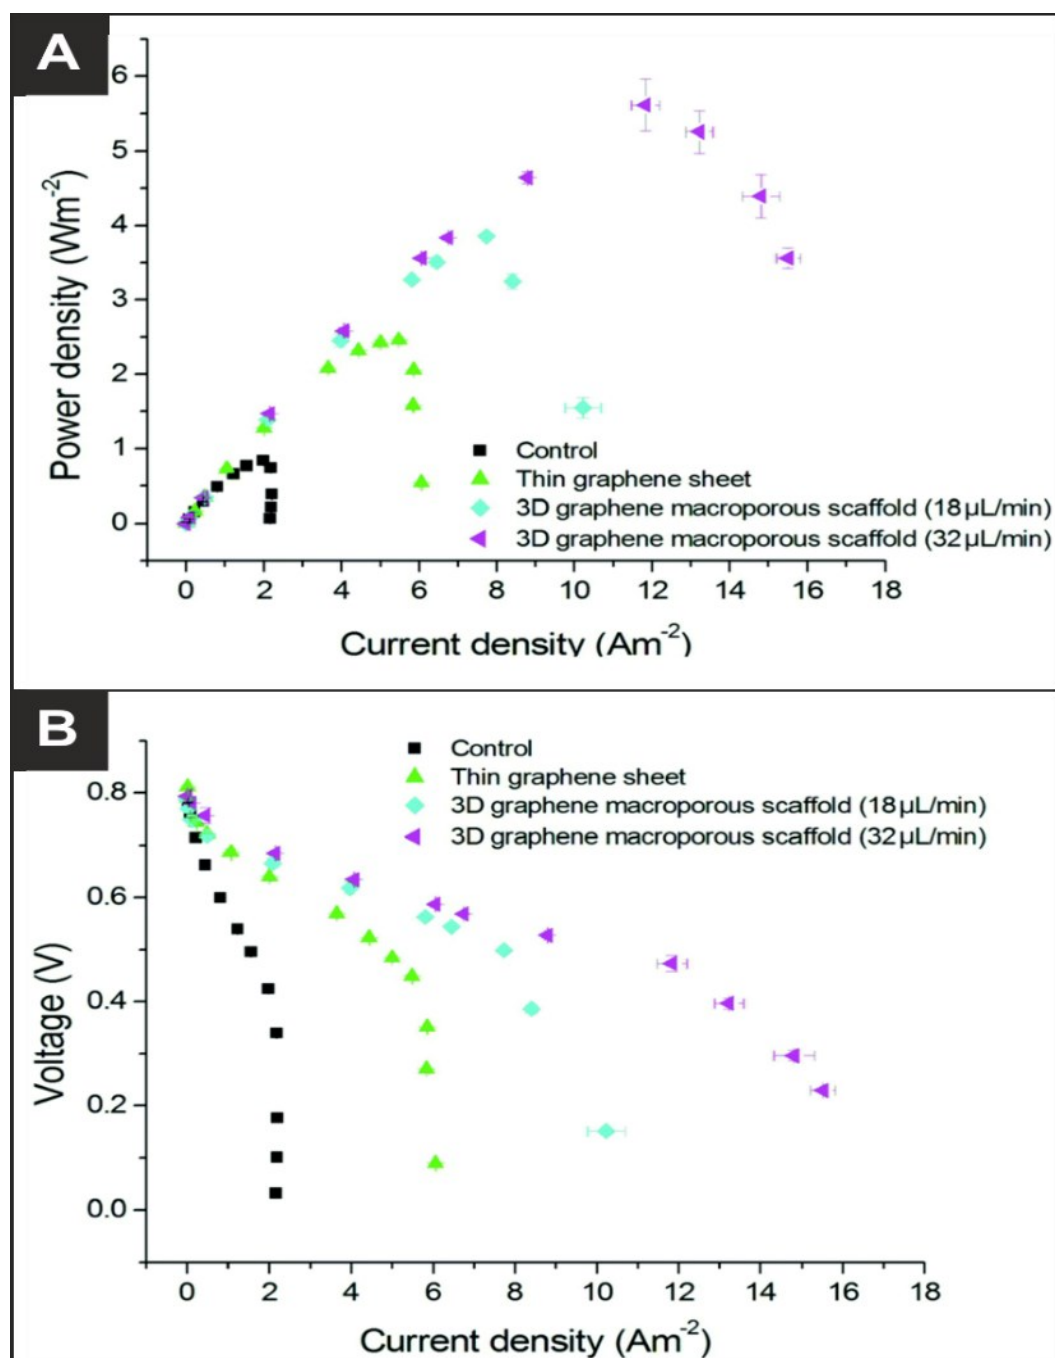 A
6
5
4
3
2
1
0
Power density (Wm⁻²)
Control
Thin graphene sheet
3D graphene macroporous scaffold (18µL/min)
3D graphene macroporous scaffold (32µL/min)
0 2 4 6 8 10 12 14 16 18
Current density (Am⁻²)
B
Control
Thin graphene sheet
3D graphene macroporous scaffold (18µL/min)
3D graphene macroporous scaffold (32µL/min)
0.8
0.6
0.4
0.2
0.0
Voltage (V)
0 2 4 6 8 10 12 14 16 18
Current density (Am⁻²)